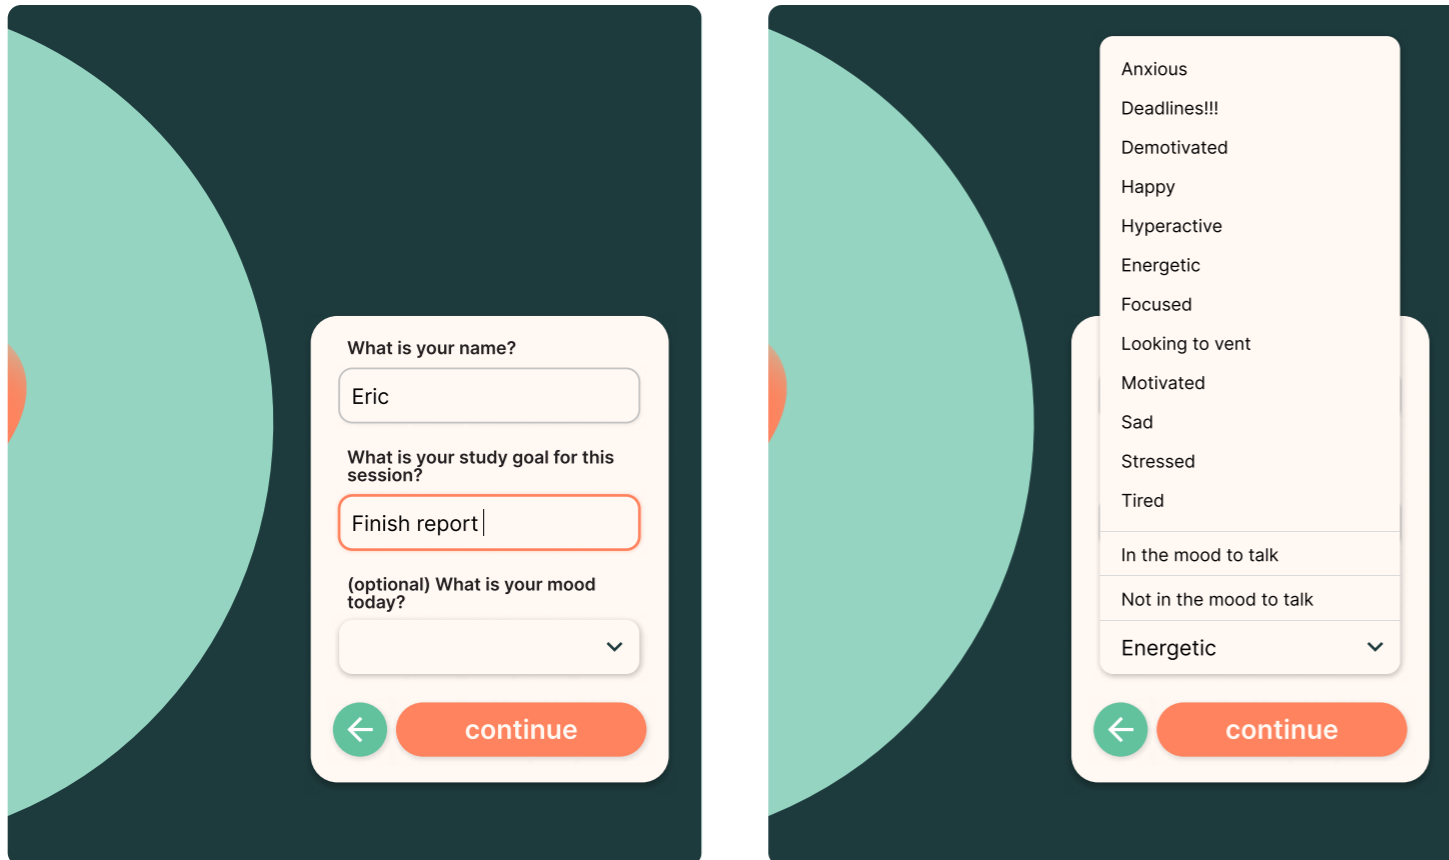 What is your name?
Eric
What is your study goal for this
session?
Finish report
(optional) What is your mood
today?
continue
Anxious
Deadlines!!!
Demotivated
Happy
Hyperactive
Energetic
Focused
Looking to vent
Motivated
Sad
Stressed
Tired
In the mood to talk
Not in the mood to talk
Energetic
continue